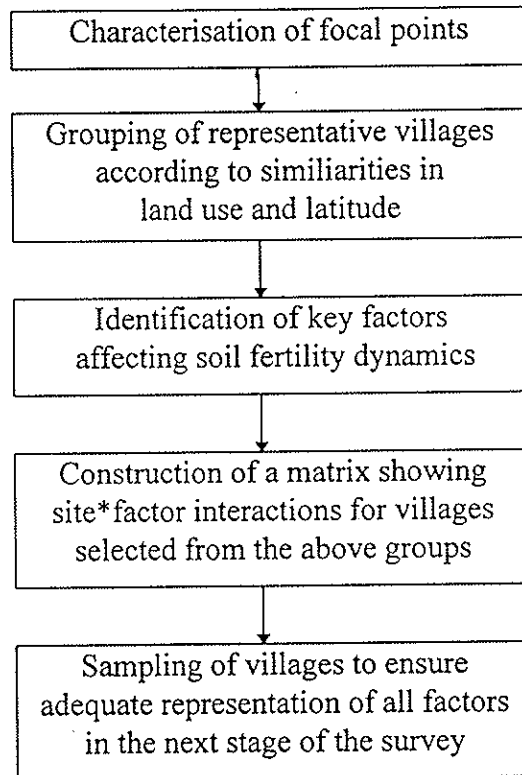 Characterisation of focal points
Grouping of representative villages
according to similiarities in
land use and latitude
Identification of key factors
affecting soil fertility dynamics
Construction of a matrix showing
site*factor interactions for villages
selected from the above groups
Sampling of villages to ensure
adequate representation of all factors
in the next stage of the survey